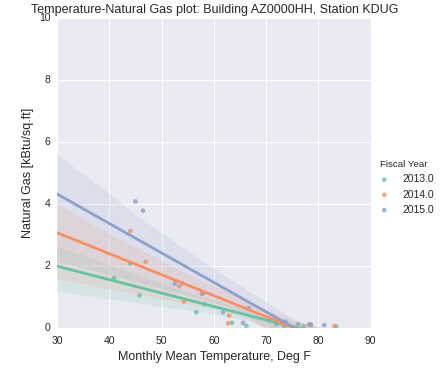 Temperature-Natural Gas plot: Building AZ0000HH, Station KDUG
10
8
6
4
2
0
Natural Gas [kBtu/sq.ft]
30 40 50 60 70 80 90
Monthly Mean Temperature, Deg F
Fiscal Year
2013.0
2014.0
2015.0